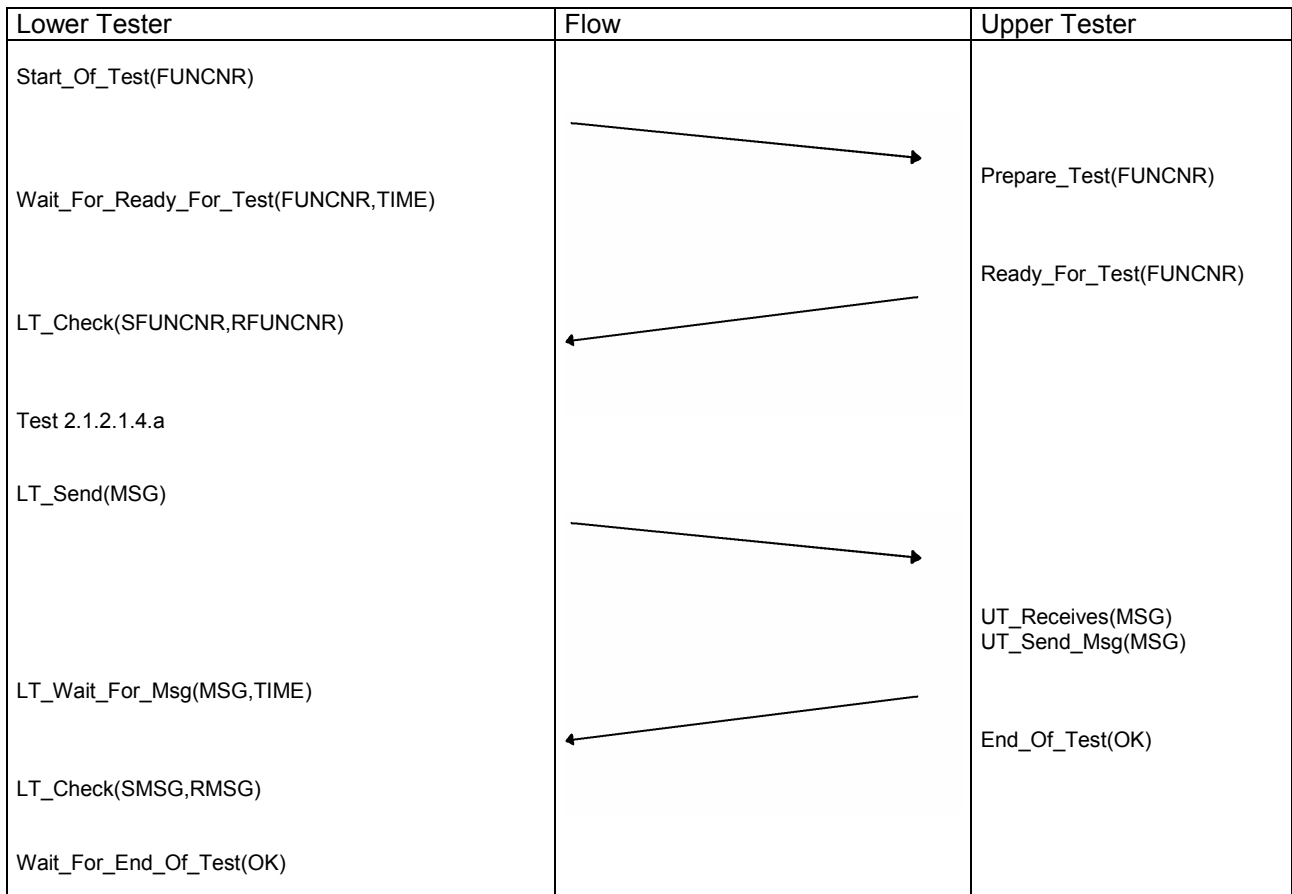 Lower Tester
Flow
Upper Tester
Start_Of_Test(FUNCNR)
Prepare_Test(FUNCNR)
Wait_For_Ready_For_Test(FUNCNR,TIME)
Ready_For_Test(FUNCNR)
LT_Check(SFUNCNR,RFUNCNR)
Test 2.1.2.1.4.a
LT_Send(MSG)
UT_Receives(MSG)
UT_Send_Msg(MSG)
LT_Wait_For_Msg(MSG,TIME)
End_Of_Test(OK)
LT_Check(SMSG,RMSG)
Wait_For_End_Of_Test(OK)